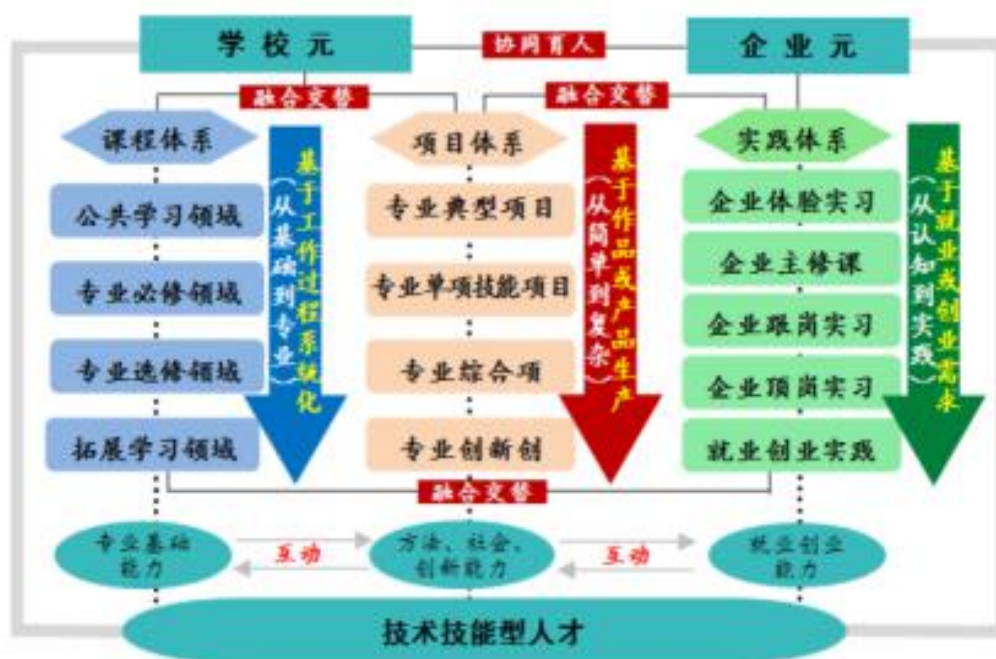 学校元
协同育人
企业元
融合交替
融合交替
课程体系
项目体系
实践体系
公共学习领域
专业必修领域
专业选修领域
拓展学习领域
基于工作过程系统化
（从基础到专业）
专业典型项目
专业单项技能项目
专业综合项
专业创新创
基于作品或产品生产
（从简单到复杂）
企业体验实习
企业主修课
企业跟岗实习
企业顶岗实习
就业创业实践
基于就业或创业需求
（从认知到实践）
融合交替
专业基础
能力
互动
方法、社会、
创新能力
互动
就业创业
能力
技术技能型人才